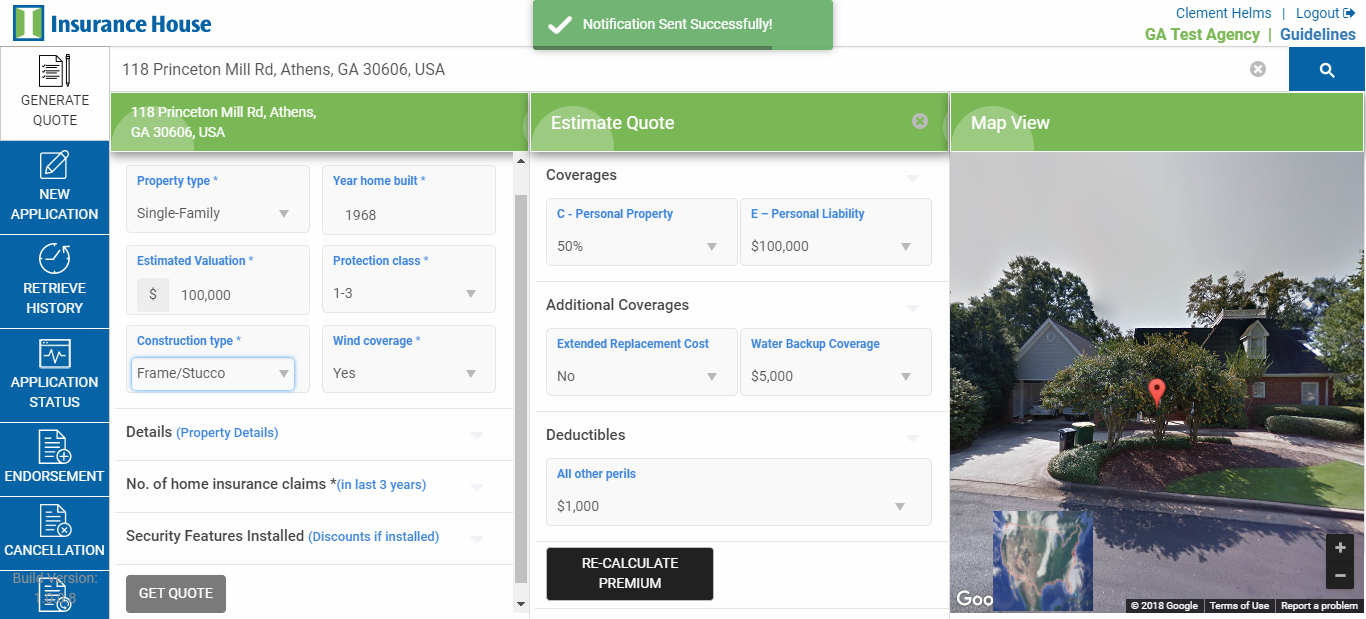 Insurance House
Notification Sent Successfully!
Clement Helms | Logout
GA Test Agency | Guidelines
118 Princeton Mill Rd, Athens, GA 30606, USA
GENERATE
QUOTE
NEW
APPLICATION
RETRIEVE
HISTORY
APPLICATION
STATUS
ENDORSEMENT
CANCELLATION
Build Version:
118 Princeton Mill Rd, Athens,
GA 30606, USA
Property type *
Single-Family
Year home built *
1968
Estimated Valuation *
$ 100,000
Protection class *
1-3
Construction type *
Frame/Stucco
Wind coverage *
Yes
Details (Property Details)
No. of home insurance claims *(in last 3 years)
Security Features Installed (Discounts if installed)
GET QUOTE
Estimate Quote
Coverages
C - Personal Property
50%
E – Personal Liability
$100,000
Additional Coverages
Extended Replacement Cost
No
Water Backup Coverage
$5,000
Deductibles
All other perils
$1,000
RE-CALCULATE
PREMIUM
Map View
Goo
© 2018 Google
Terms of Use
Report a problem